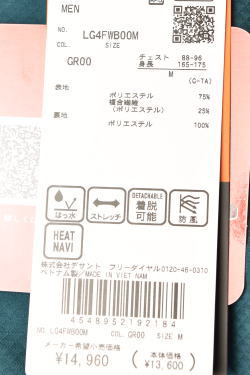 MEN
NO. LG4FWB00M
COL. SIZE
GR00
チェスト 88-96
身長 165-175
M
(C-TA)
表地
ポリエステル 75%
複合繊維
(ポリエステル) 25%
裏地
ポリエステル 100%
はっ水
ストレッチ
DETACHABLE
着脱
可能
防風
HEAT
NAVI
株式会社デサント フリーダイヤル0120-46-0310
ベトナム製/MADE IN VIET NAM
4548952192184
NO. LG4FWB00M COL. GR00 SIZE M
メーカー希望小売価格 (本体価格)
¥14,960 (¥13,600)